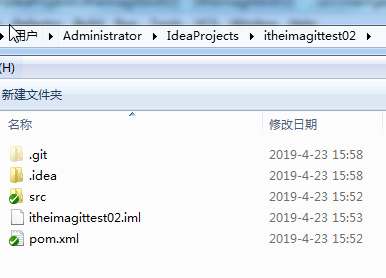 用户 Administrator IdeaProjects itheimagittest02
(H)
新建文件夹
名称 修改日期
.git 2019-4-23 15:58
.idea 2019-4-23 15:58
src 2019-4-23 15:52
itheimagittest02.iml 2019-4-23 15:53
pom.xml 2019-4-23 15:52